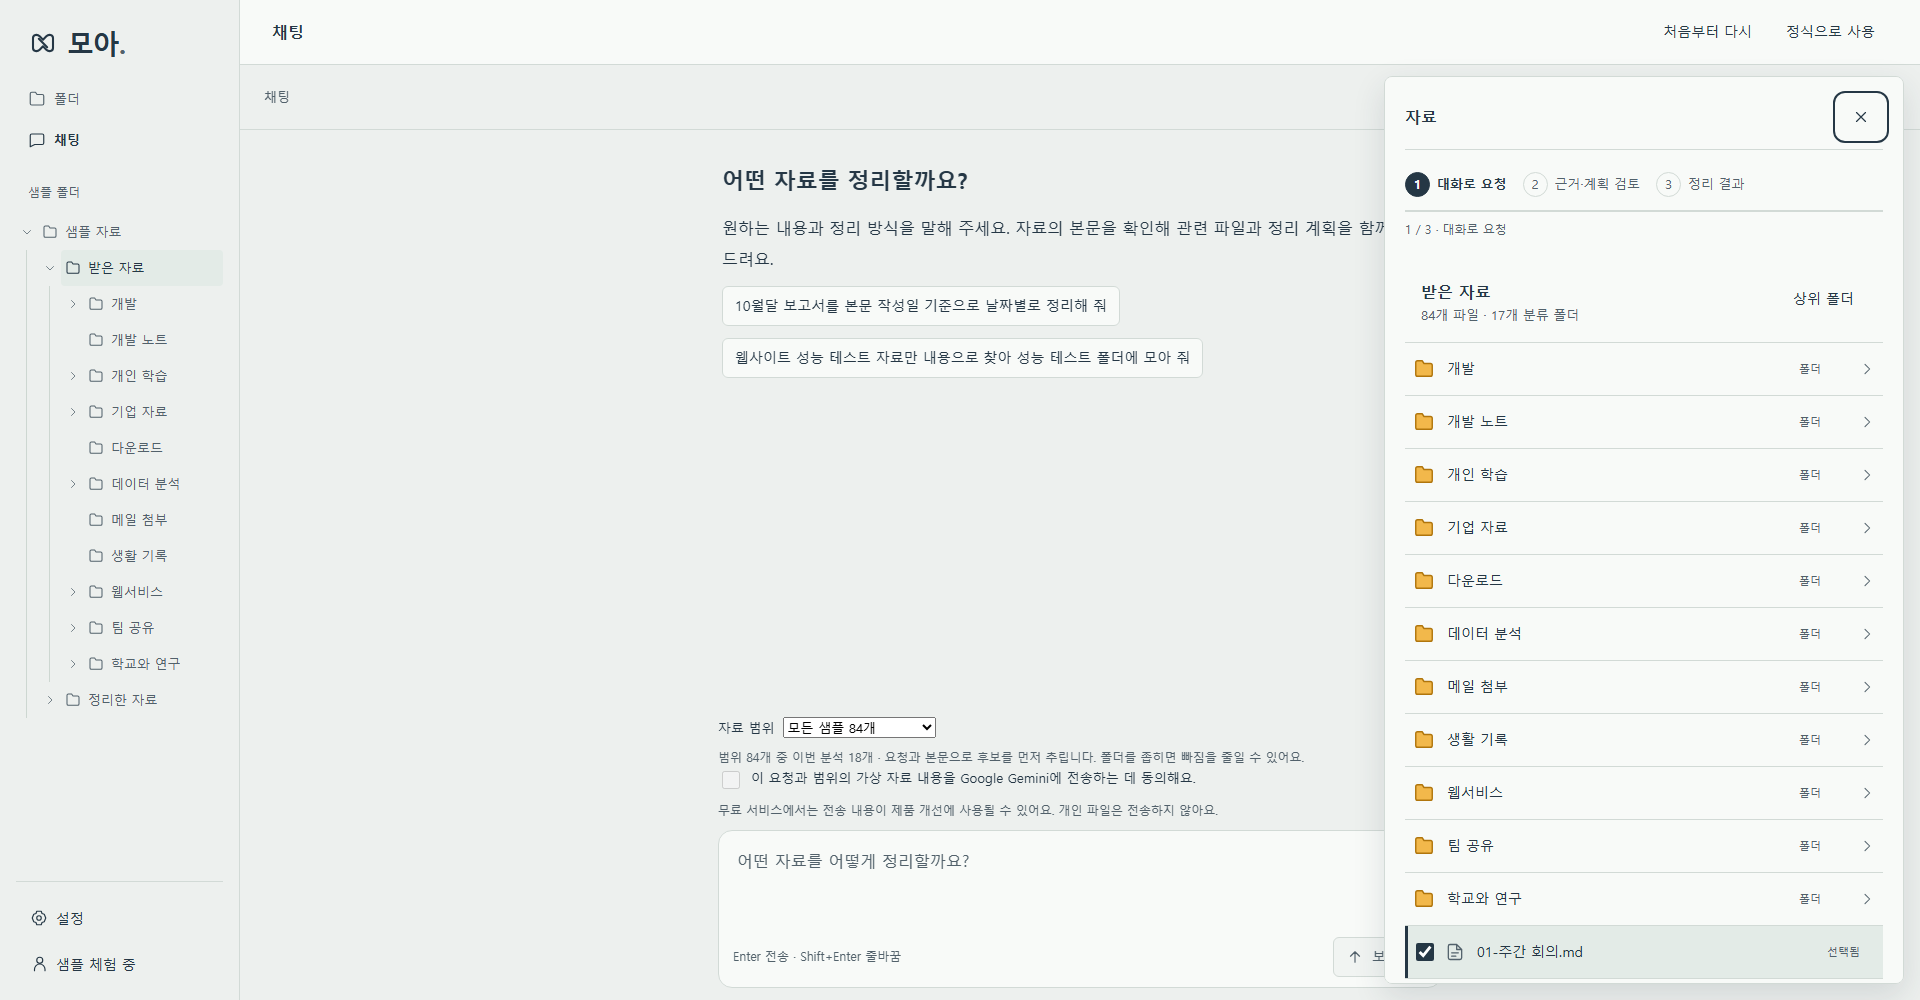 모아.
폴더
채팅
샘플 폴더
샘플 자료
받은 자료
개발
개발 노트
개인 학습
기업 자료
다운로드
데이터 분석
메일 첨부
생활 기록
웹서비스
팀 공유
학교와 연구
정리한 자료
설정
샘플 체험 중
채팅
처음부터 다시
정식으로 사용
채팅
어떤 자료를 정리할까요?
원하는 내용과 정리 방식을 말해 주세요. 자료의 본문을 확인해 관련 파일과 정리 계획을 함께
드려요.
10월달 보고서를 본문 작성일 기준으로 날짜별로 정리해 줘
웹사이트 성능 테스트 자료만 내용으로 찾아 성능 테스트 폴더에 모아 줘
자료 범위 모든 샘플 84개
범위 84개 중 이번 분석 18개 · 요청과 본문으로 후보를 먼저 추립니다. 폴더를 좁히면 빠짐을 줄일 수 있어요.
이 요청과 범위의 가상 자료 내용을 Google Gemini에 전송하는 데 동의해요.
무료 서비스에서는 전송 내용이 제품 개선에 사용될 수 있어요. 개인 파일은 전송하지 않아요.
어떤 자료를 어떻게 정리할까요?
Enter 전송 · Shift+Enter 줄바꿈
자료
1 대화로 요청 2 근거·계획 검토 3 정리 결과
1 / 3 · 대화로 요청
받은 자료
84개 파일 · 17개 분류 폴더
상위 폴더
개발 폴더
개발 노트 폴더
개인 학습 폴더
기업 자료 폴더
다운로드 폴더
데이터 분석 폴더
메일 첨부 폴더
생활 기록 폴더
웹서비스 폴더
팀 공유 폴더
학교와 연구 폴더
01-주간 회의.md 선택됨